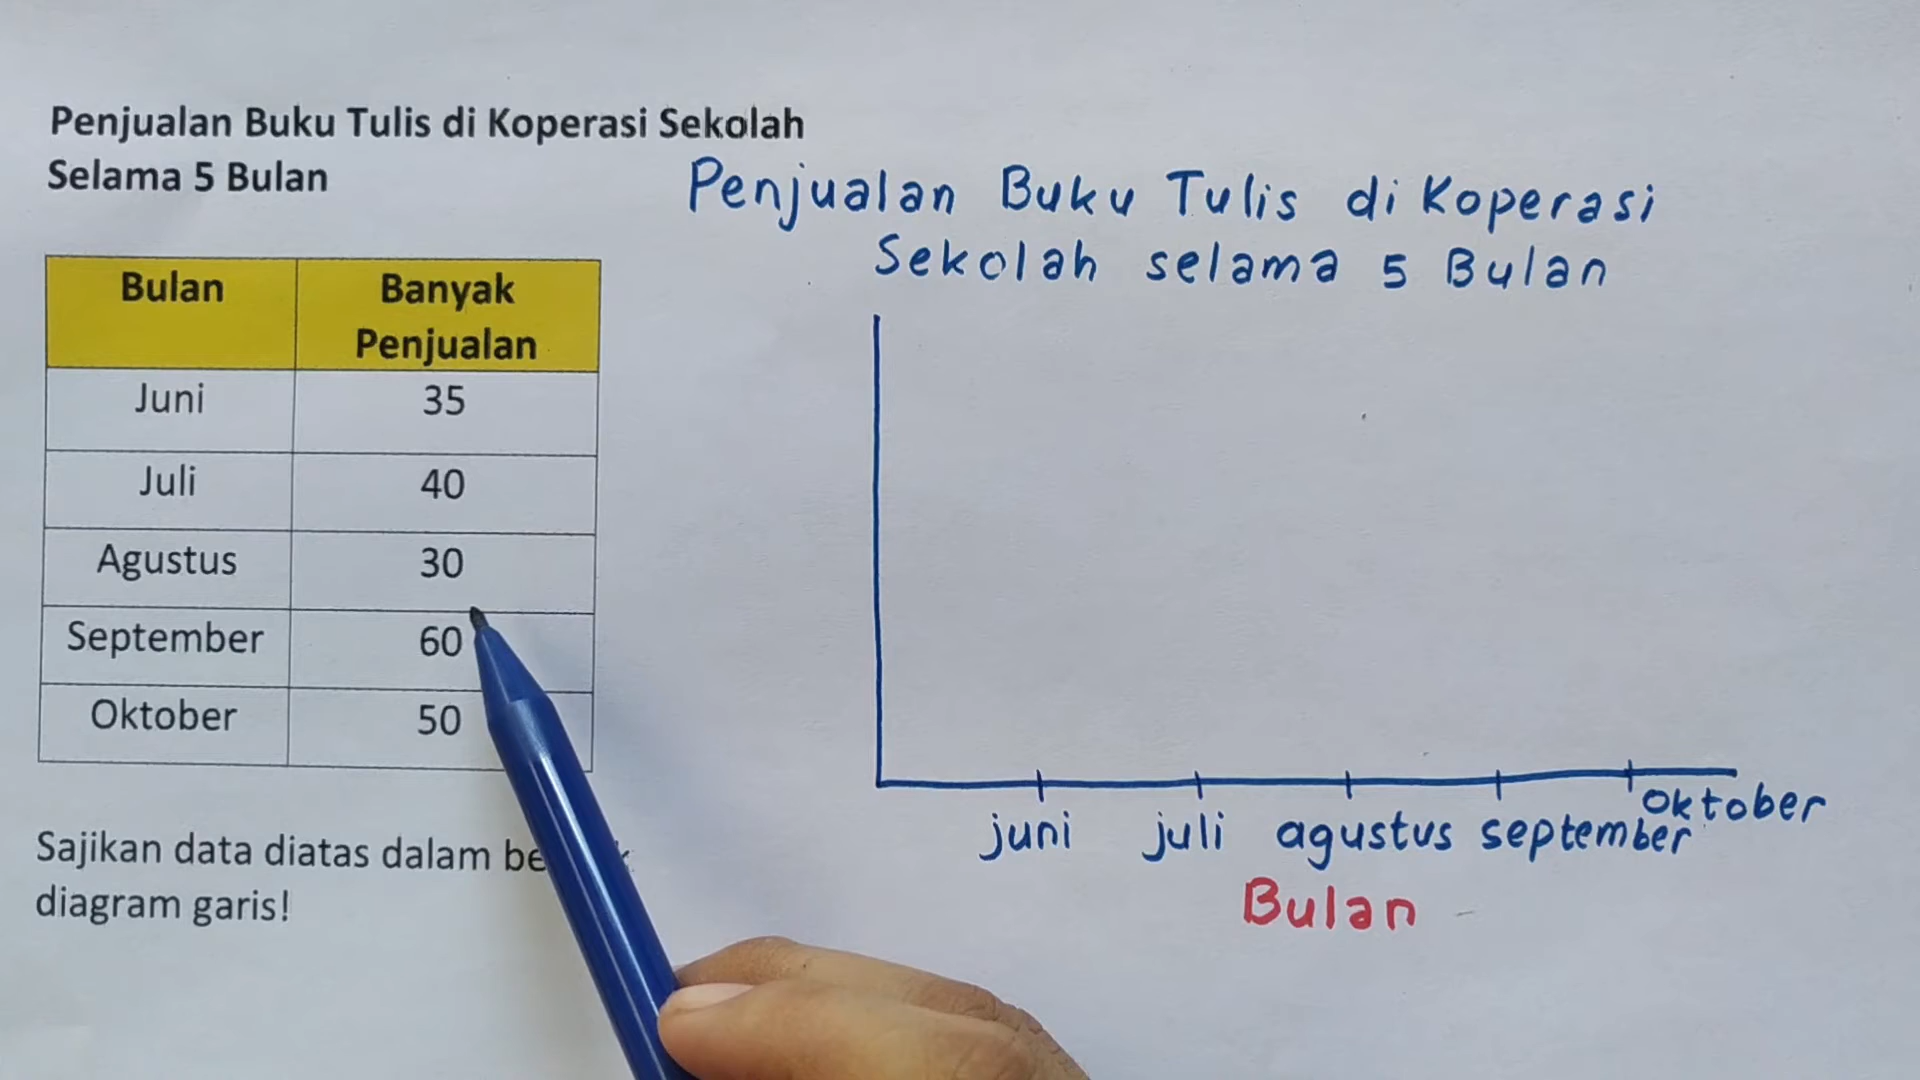 Penjualan Buku Tulis di Koperasi Sekolah
Selama 5 Bulan
Bulan Banyak
Penjualan
Juni 35
Juli 40
Agustus 30
September 60
Oktober 50
Sajikan data diatas dalam
diagram garis!
Penjualan Buku Tulis di Koperasi
Sekolah selama 5 Bulan
juni juli agustus september oktober
Bulan